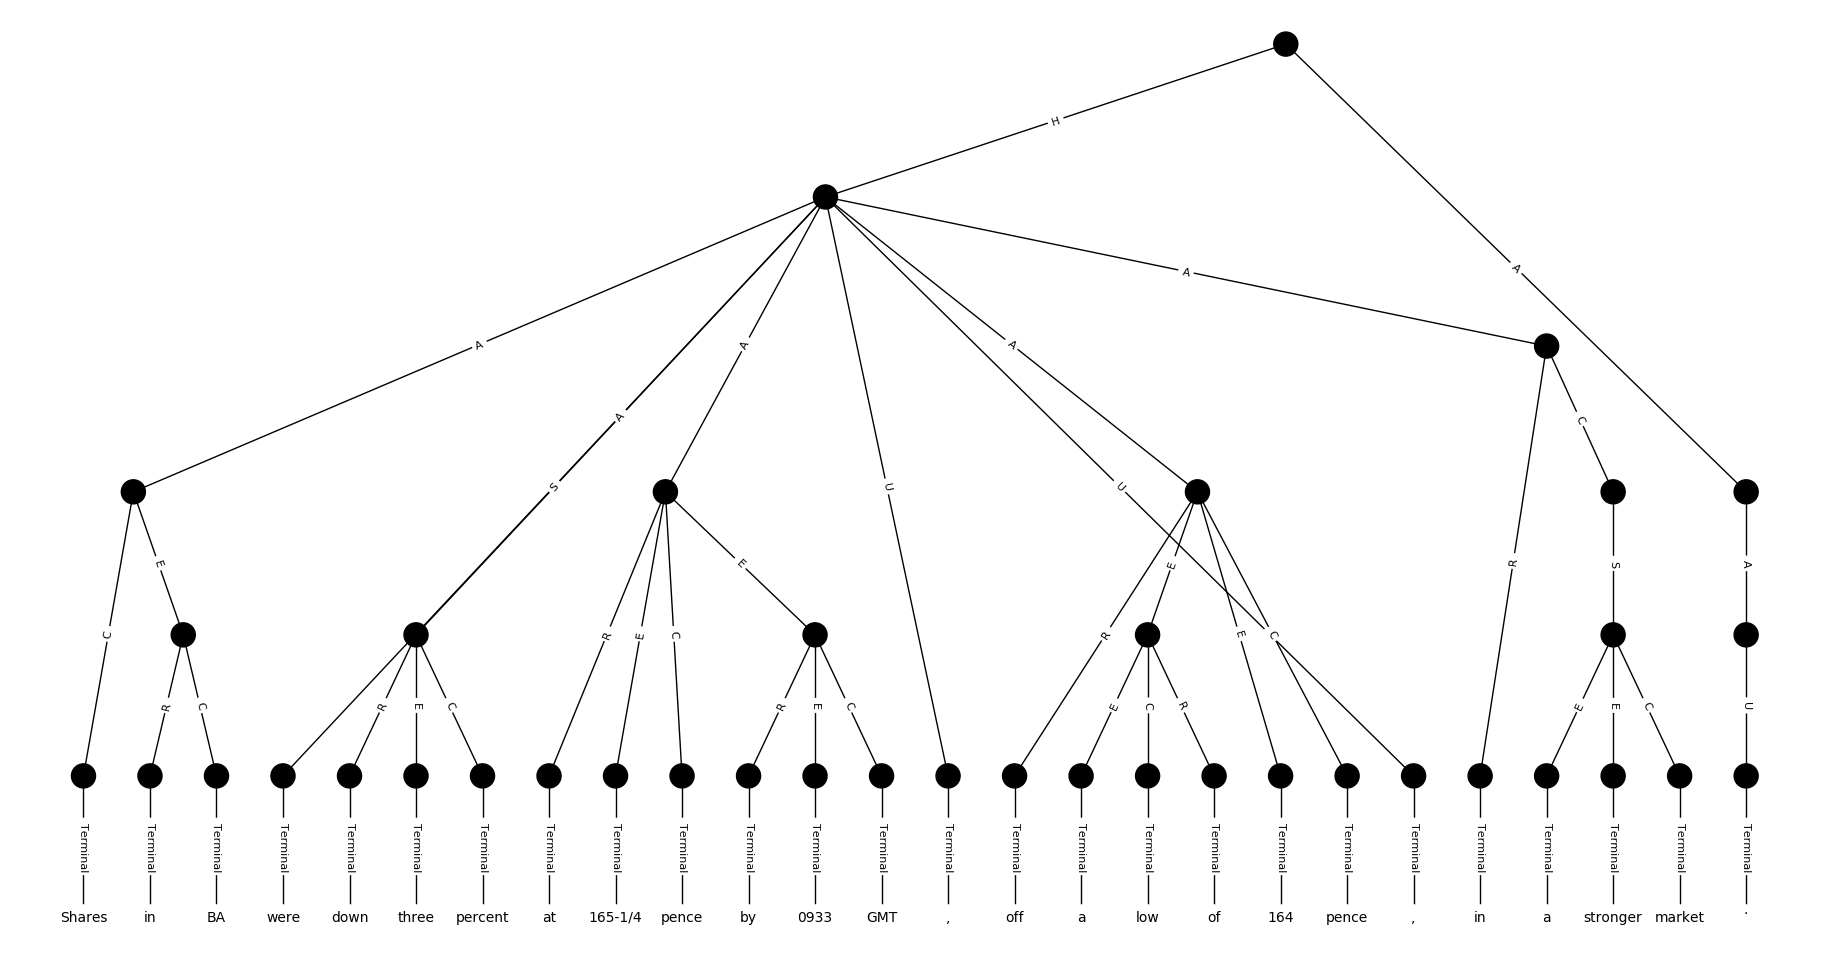 H
A
A
A
A
A
A
S
U
U
C
E
E
C
S
A
R
E
C
R
E
C
E
R
R
C
R
E
C
R
E
C
E
C
R
E
E
C
U
Terminal Terminal Terminal Terminal Terminal Terminal Terminal Terminal Terminal Terminal Terminal Terminal Terminal Terminal Terminal Terminal Terminal Terminal Terminal Terminal Terminal Terminal Terminal Terminal Terminal Terminal
Shares in BA were down three percent at 165-1/4 pence by 0933 GMT , off a low of 164 pence , in a stronger market .